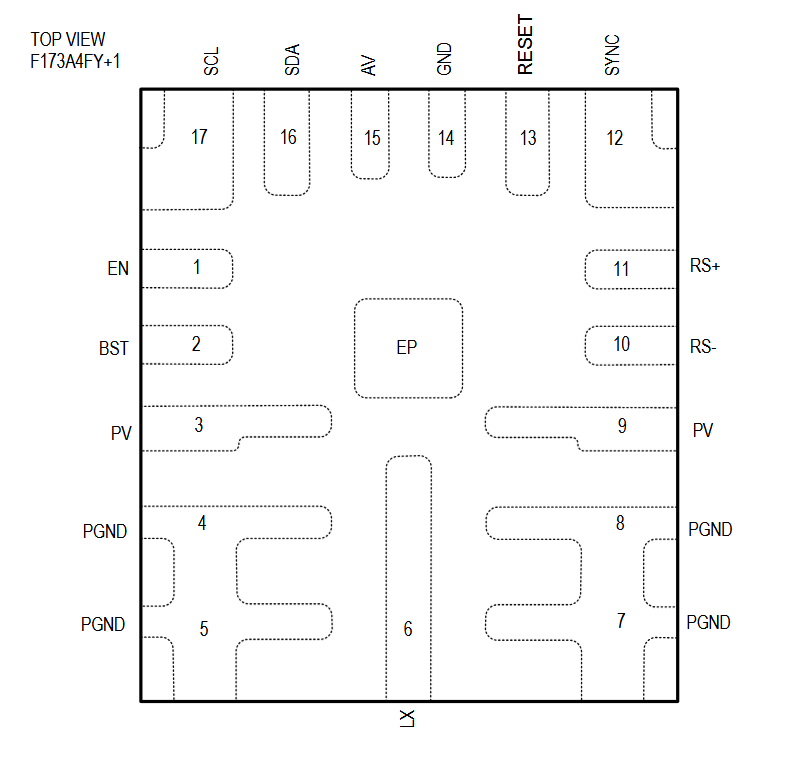 TOP VIEW
F173A4FY+1
SCL
SDA
AV
GND
RESET
SYNC
17
16
15
14
13
12
EN
1
11
RS+
BST
2
EP
10
RS-
PV
3
9
PV
PGND
4
8
PGND
PGND
5
6
7
PGND
LX